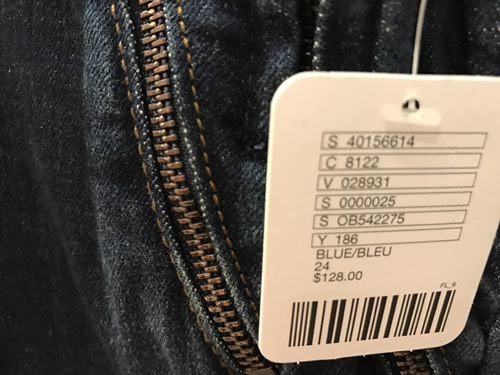 S 40156614
C 8122
V 028931
S 0000025
S OB542275
Y 186
BLUE/BLEU
24
$128.00
FL_9